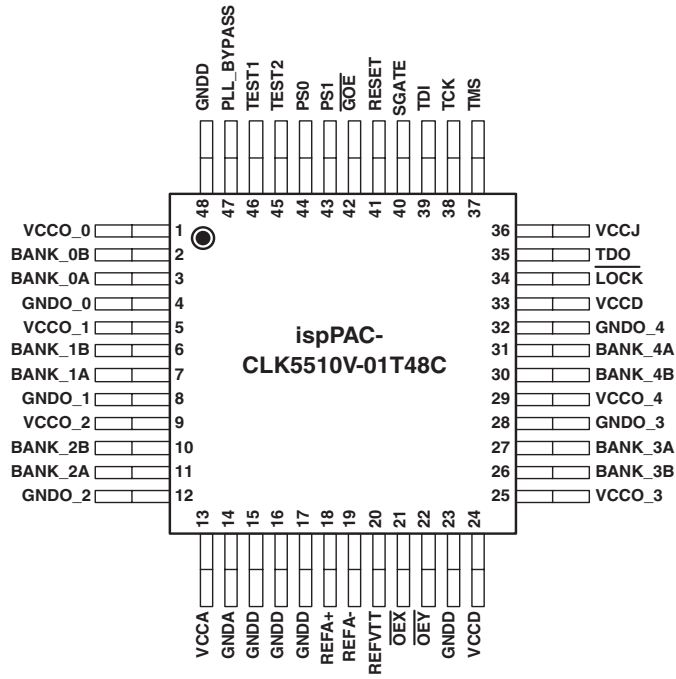 GNDD
PLL_BYPASS
TEST1
TEST2
PS0
PS1
GOE
RESET
SGATE
TDI
TCK
TMS
48 47 46 45 44 43 42 41 40 39 38 37
VCCO_0 1
BANK_0B 2
BANK_0A 3
GNDO_0 4
VCCO_1 5
BANK_1B 6
BANK_1A 7
GNDO_1 8
VCCO_2 9
BANK_2B 10
BANK_2A 11
GNDO_2 12
ispPAC-
CLK5510V-01T48C
36 VCCJ
35 TDO
34 LOCK
33 VCCD
32 GNDO_4
31 BANK_4A
30 BANK_4B
29 VCCO_4
28 GNDO_3
27 BANK_3A
26 BANK_3B
25 VCCO_3
13 14 15 16 17 18 19 20 21 22 23 24
VCCA
GNDA
GNDD
GNDD
GNDD
REFA+
REFA-
REFVTT
OEX
OEY
GNDD
VCCD